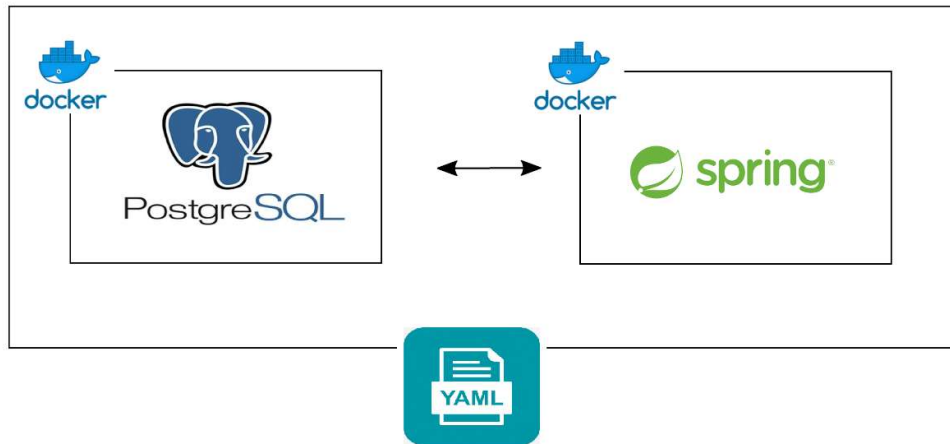 docker
docker
PostgreSQL
spring
YAML